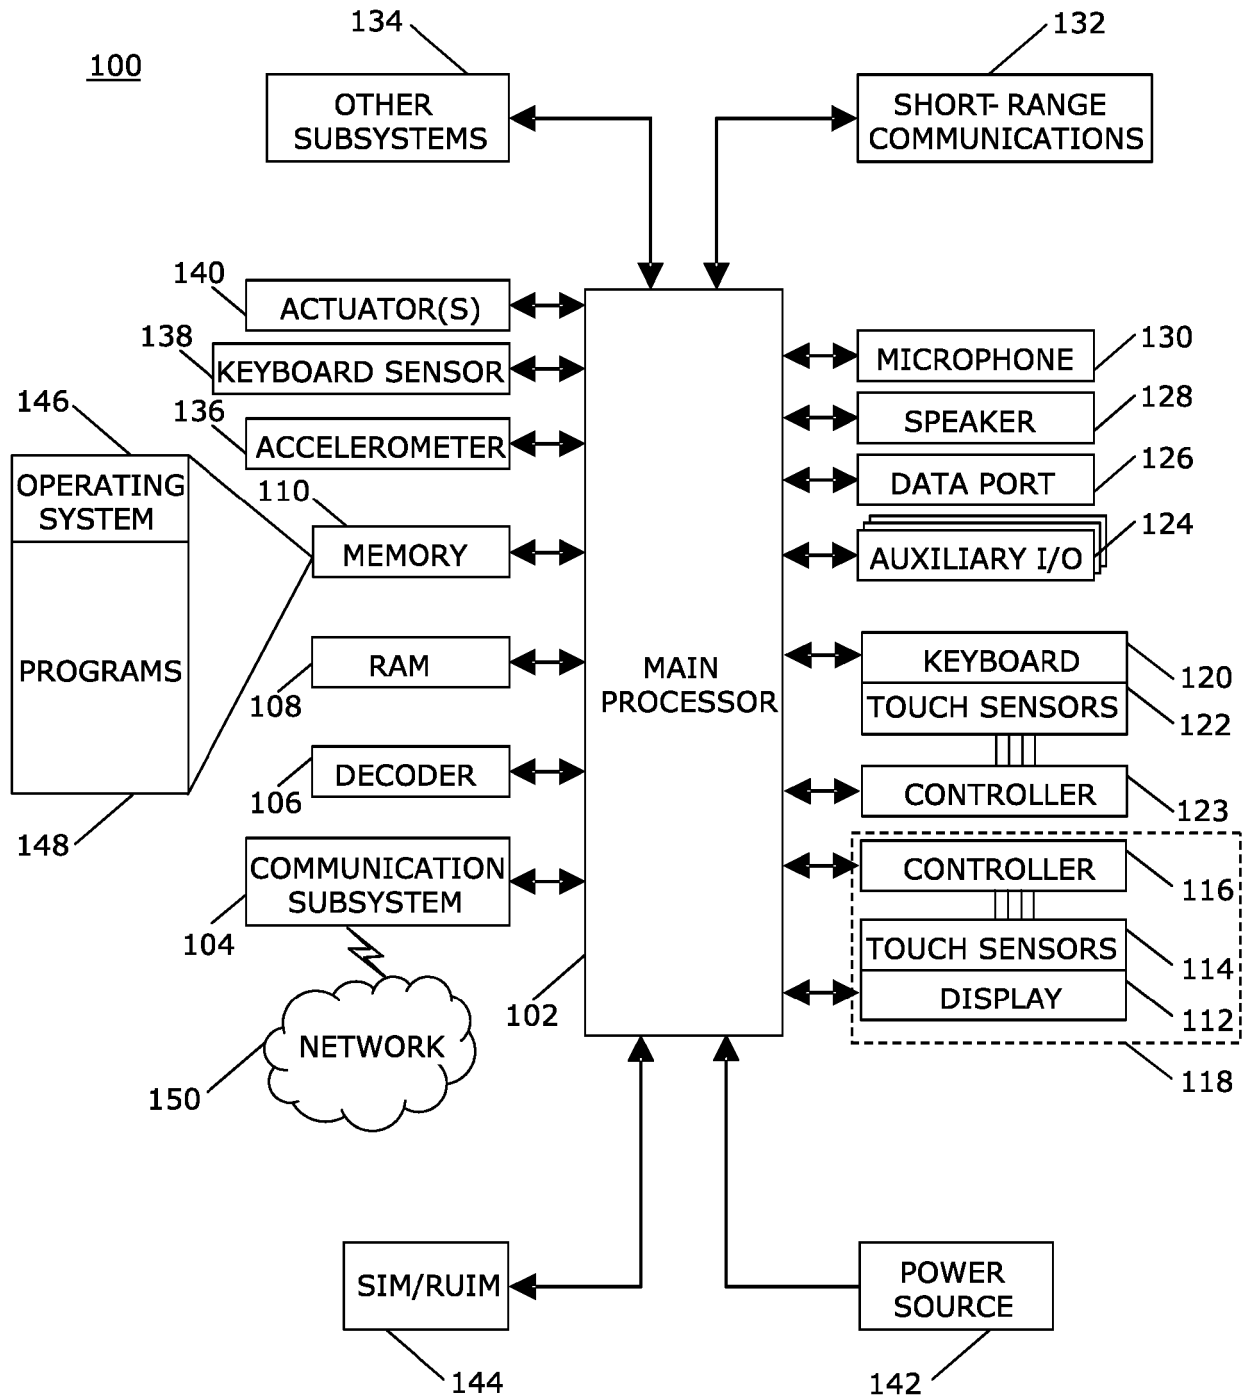 134
132
100
OTHER
SUBSYSTEMS
SHORT- RANGE
COMMUNICATIONS
140
ACTUATOR(S)
138
KEYBOARD SENSOR
136
ACCELEROMETER
146
OPERATING
SYSTEM
PROGRAMS
148
110
MEMORY
RAM
108
DECODER
106
COMMUNICATION
SUBSYSTEM
104
NETWORK
150
MAIN
PROCESSOR
102
MICROPHONE
130
SPEAKER
128
DATA PORT
126
AUXILIARY I/O
124
KEYBOARD
120
TOUCH SENSORS
122
CONTROLLER
123
CONTROLLER
116
TOUCH SENSORS
114
DISPLAY
112
118
SIM/RUIM
144
POWER
SOURCE
142